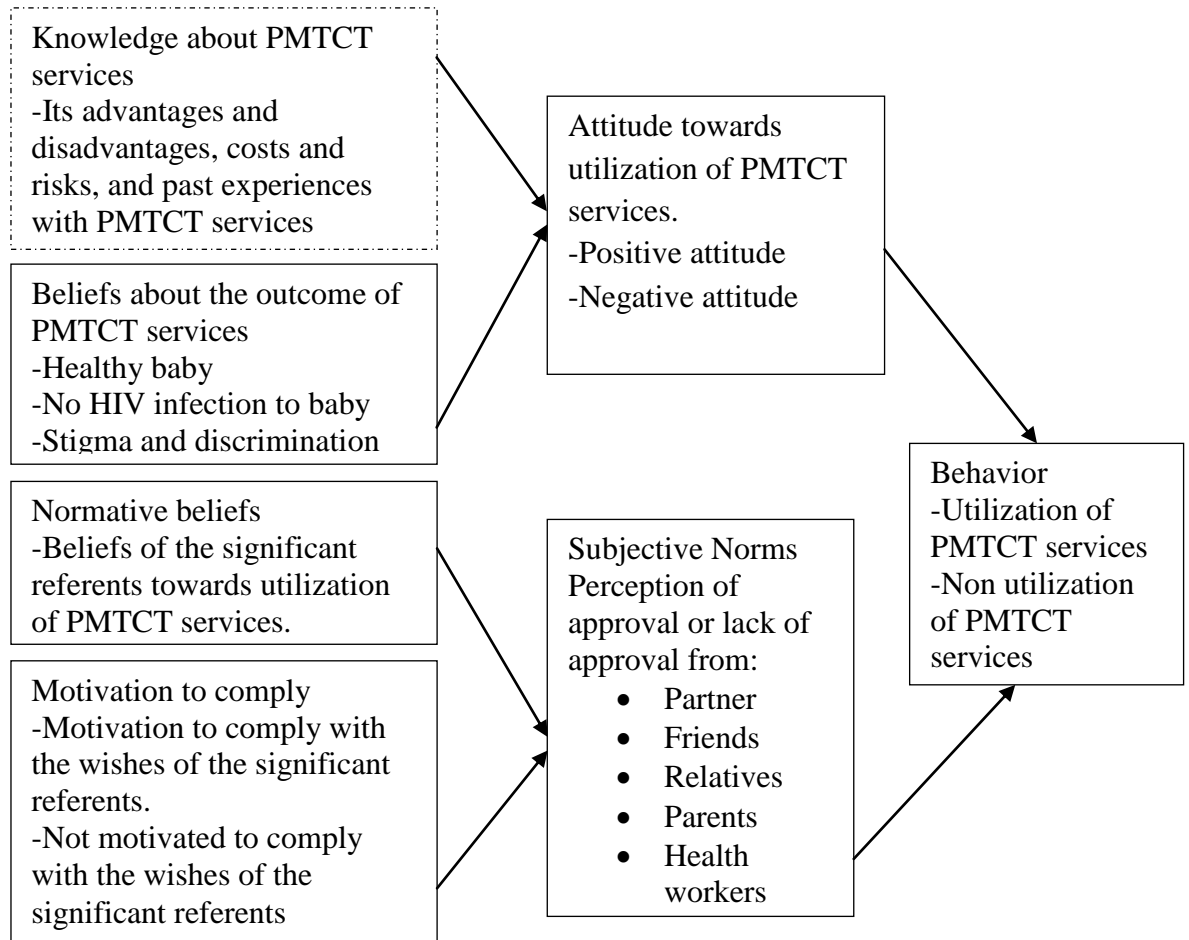 Knowledge about PMTCT
services
-Its advantages and
disadvantages, costs and
risks, and past experiences
with PMTCT services
Beliefs about the outcome of
PMTCT services
-Healthy baby
-No HIV infection to baby
-Stigma and discrimination
Normative beliefs
-Beliefs of the significant
referents towards utilization
of PMTCT services.
Motivation to comply
-Motivation to comply with
the wishes of the significant
referents.
-Not motivated to comply
with the wishes of the
significant referents
Attitude towards
utilization of PMTCT
services.
-Positive attitude
-Negative attitude
Subjective Norms
Perception of
approval or lack of
approval from:
• Partner
• Friends
• Relatives
• Parents
• Health
workers
Behavior
-Utilization of
PMTCT services
-Non utilization
of PMTCT
services